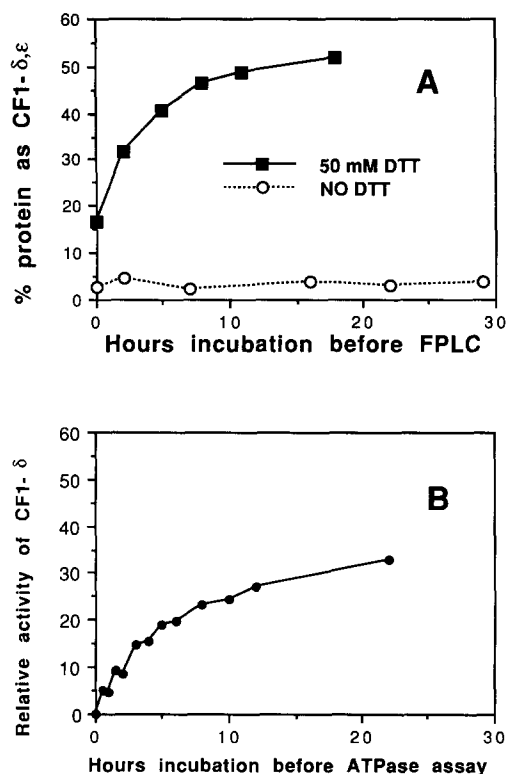 60
50
40
30
20
10
0
% protein as CF1-δ,ε
A
50 mM DTT
NO DTT
0 10 20 30
Hours incubation before FPLC
60
50
40
30
20
10
0
Relative activity of CF1-δ
B
0 10 20 30
Hours incubation before ATPase assay